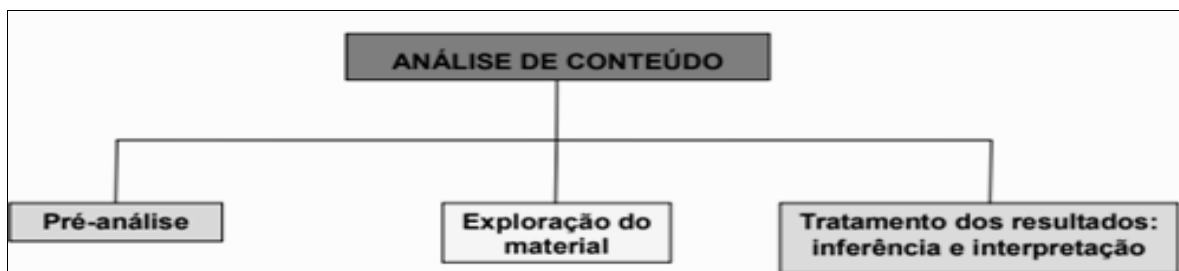 ANÁLISE DE CONTEÚDO
Pré-análise
Exploração do
material
Tratamento dos resultados:
inferência e interpretação